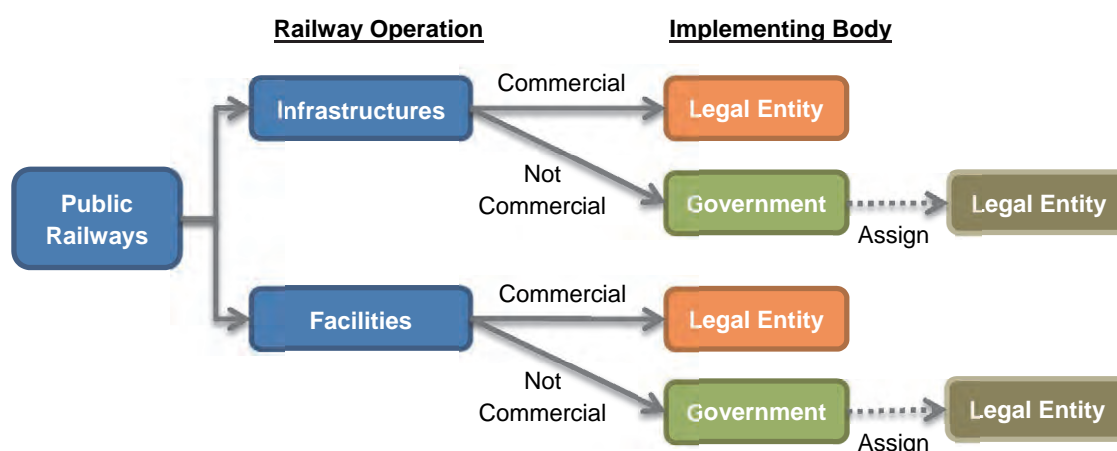 Railway Operation
Implementing Body
Commercial
Infrastructures
Legal Entity
Not
Commercial
Public
Railways
Government
Assign
Legal Entity
Commercial
Facilities
Legal Entity
Not
Commercial
Government
Assign
Legal Entity